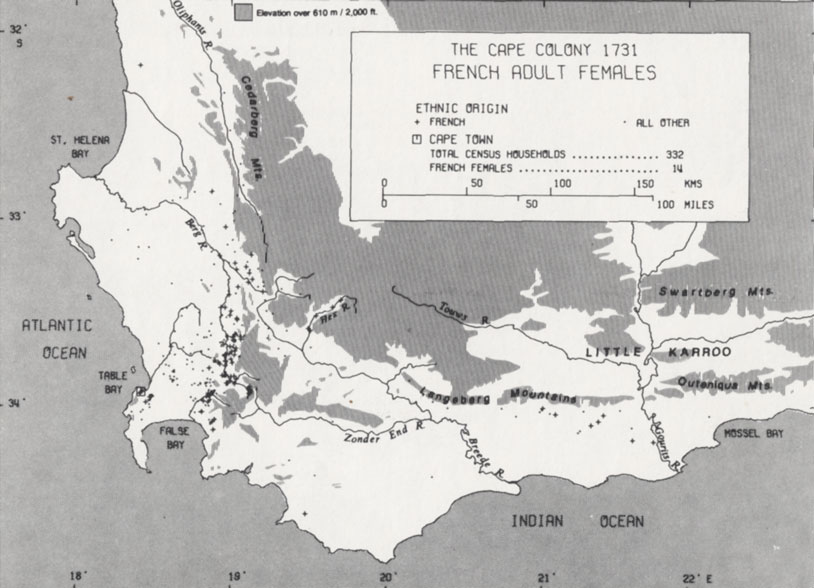 Elevation over 610 m / 2,000 ft.
THE CAPE COLONY 1731
FRENCH ADULT FEMALES
ETHNIC ORIGIN
+ FRENCH · ALL OTHER
CAPE TOWN
TOTAL CENSUS HOUSEHOLDS .............. 332
FRENCH FEMALES ..................... 14
0 50 100 150 KMS
0 50 100 MILES
32°
S
Oliphants R.
Cedarberg Mts.
ST. HELENA
BAY
33°
Berg R.
Hex R.
Touws R.
Swartberg Mts.
ATLANTIC
OCEAN
LITTLE KARROO
TABLE
BAY
Langeberg Mountains
Outeniqua Mts.
34°
FALSE
BAY
Zonder End R.
Breede R.
Gouritz R.
MOSSEL BAY
INDIAN OCEAN
18° 19° 20° 21° 22° E